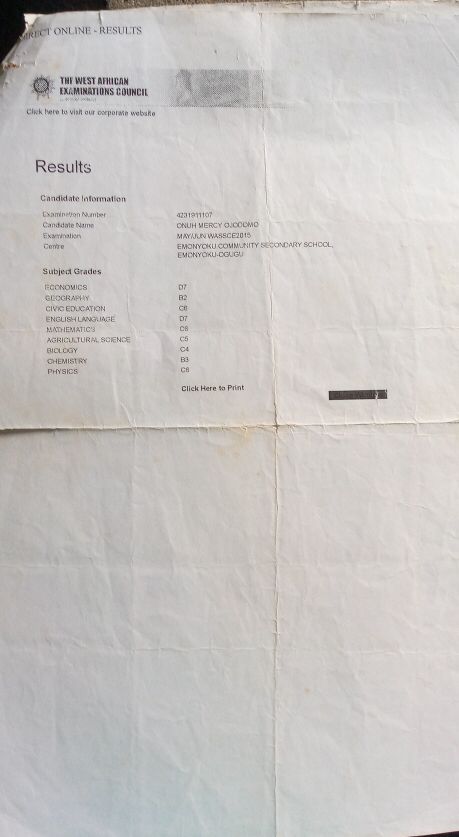 DIRECT ONLINE - RESULTS
THE WEST AFRICAN
EXAMINATIONS COUNCIL
Click here to visit our corporate website
Results
Candidate Information
Examination Number 4231911107
Candidate Name ONUH MERCY OJODOMO
Examination MAY/JUN WASSCE2015
Centre EMONYOKU COMMUNITY SECONDARY SCHOOL,
EMONYOKU-OGUGU
Subject Grades
ECONOMICS D7
GEOGRAPHY B2
CIVIC EDUCATION C6
ENGLISH LANGUAGE D7
MATHEMATICS C6
AGRICULTURAL SCIENCE C5
BIOLOGY C4
CHEMISTRY B3
PHYSICS C6
Click Here to Print